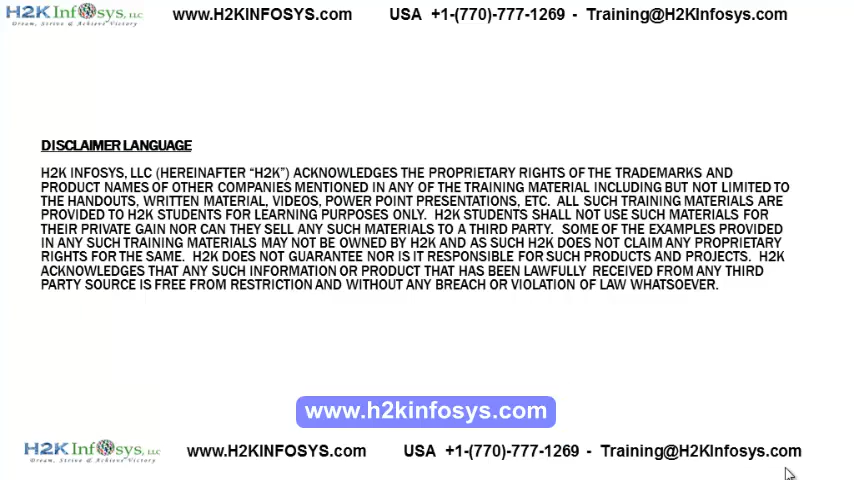 H2K InfoSys, LLC
Dream, Strive & Achieve Victory
www.H2KINFOSYS.com USA +1-(770)-777-1269 - Training@H2KInfosys.com
DISCLAIMER LANGUAGE
H2K INFOSYS, LLC (HEREINAFTER “H2K”) ACKNOWLEDGES THE PROPRIETARY RIGHTS OF THE TRADEMARKS AND
PRODUCT NAMES OF OTHER COMPANIES MENTIONED IN ANY OF THE TRAINING MATERIAL INCLUDING BUT NOT LIMITED TO
THE HANDOUTS, WRITTEN MATERIAL, VIDEOS, POWER POINT PRESENTATIONS, ETC. ALL SUCH TRAINING MATERIALS ARE
PROVIDED TO H2K STUDENTS FOR LEARNING PURPOSES ONLY. H2K STUDENTS SHALL NOT USE SUCH MATERIALS FOR
THEIR PRIVATE GAIN NOR CAN THEY SELL ANY SUCH MATERIALS TO A THIRD PARTY. SOME OF THE EXAMPLES PROVIDED
IN ANY SUCH TRAINING MATERIALS MAY NOT BE OWNED BY H2K AND AS SUCH H2K DOES NOT CLAIM ANY PROPRIETARY
RIGHTS FOR THE SAME. H2K DOES NOT GUARANTEE NOR IS IT RESPONSIBLE FOR SUCH PRODUCTS AND PROJECTS. H2K
ACKNOWLEDGES THAT ANY SUCH INFORMATION OR PRODUCT THAT HAS BEEN LAWFULLY RECEIVED FROM ANY THIRD
PARTY SOURCE IS FREE FROM RESTRICTION AND WITHOUT ANY BREACH OR VIOLATION OF LAW WHATSOEVER.
www.h2kinfosys.com
H2K InfoSys, LLC
Dream, Strive & Achieve Victory
www.H2KINFOSYS.com USA +1-(770)-777-1269 - Training@H2KInfosys.com